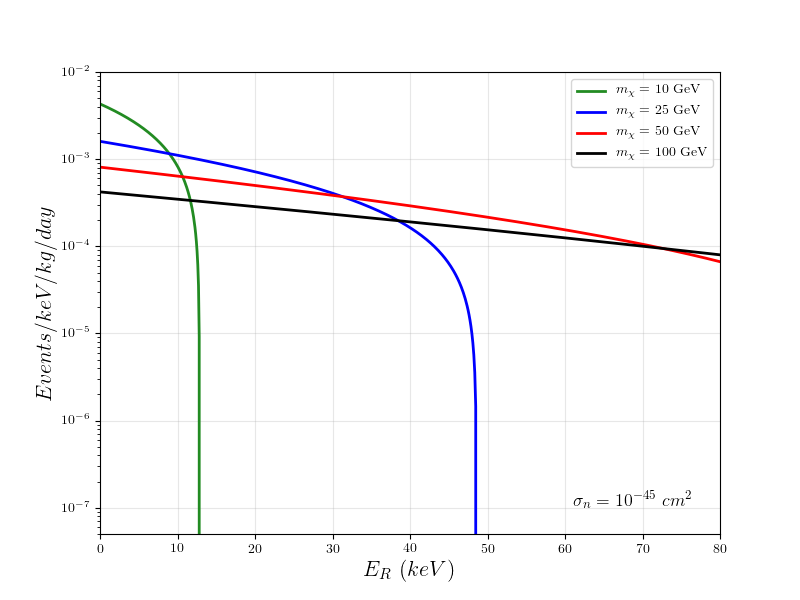 10⁻²
10⁻³
10⁻⁴
10⁻⁵
10⁻⁶
10⁻⁷
Events/keV/kg/day
m_χ = 10 GeV
m_χ = 25 GeV
m_χ = 50 GeV
m_χ = 100 GeV
σ_n = 10⁻⁴⁵ cm²
0 10 20 30 40 50 60 70 80
E_R (keV)